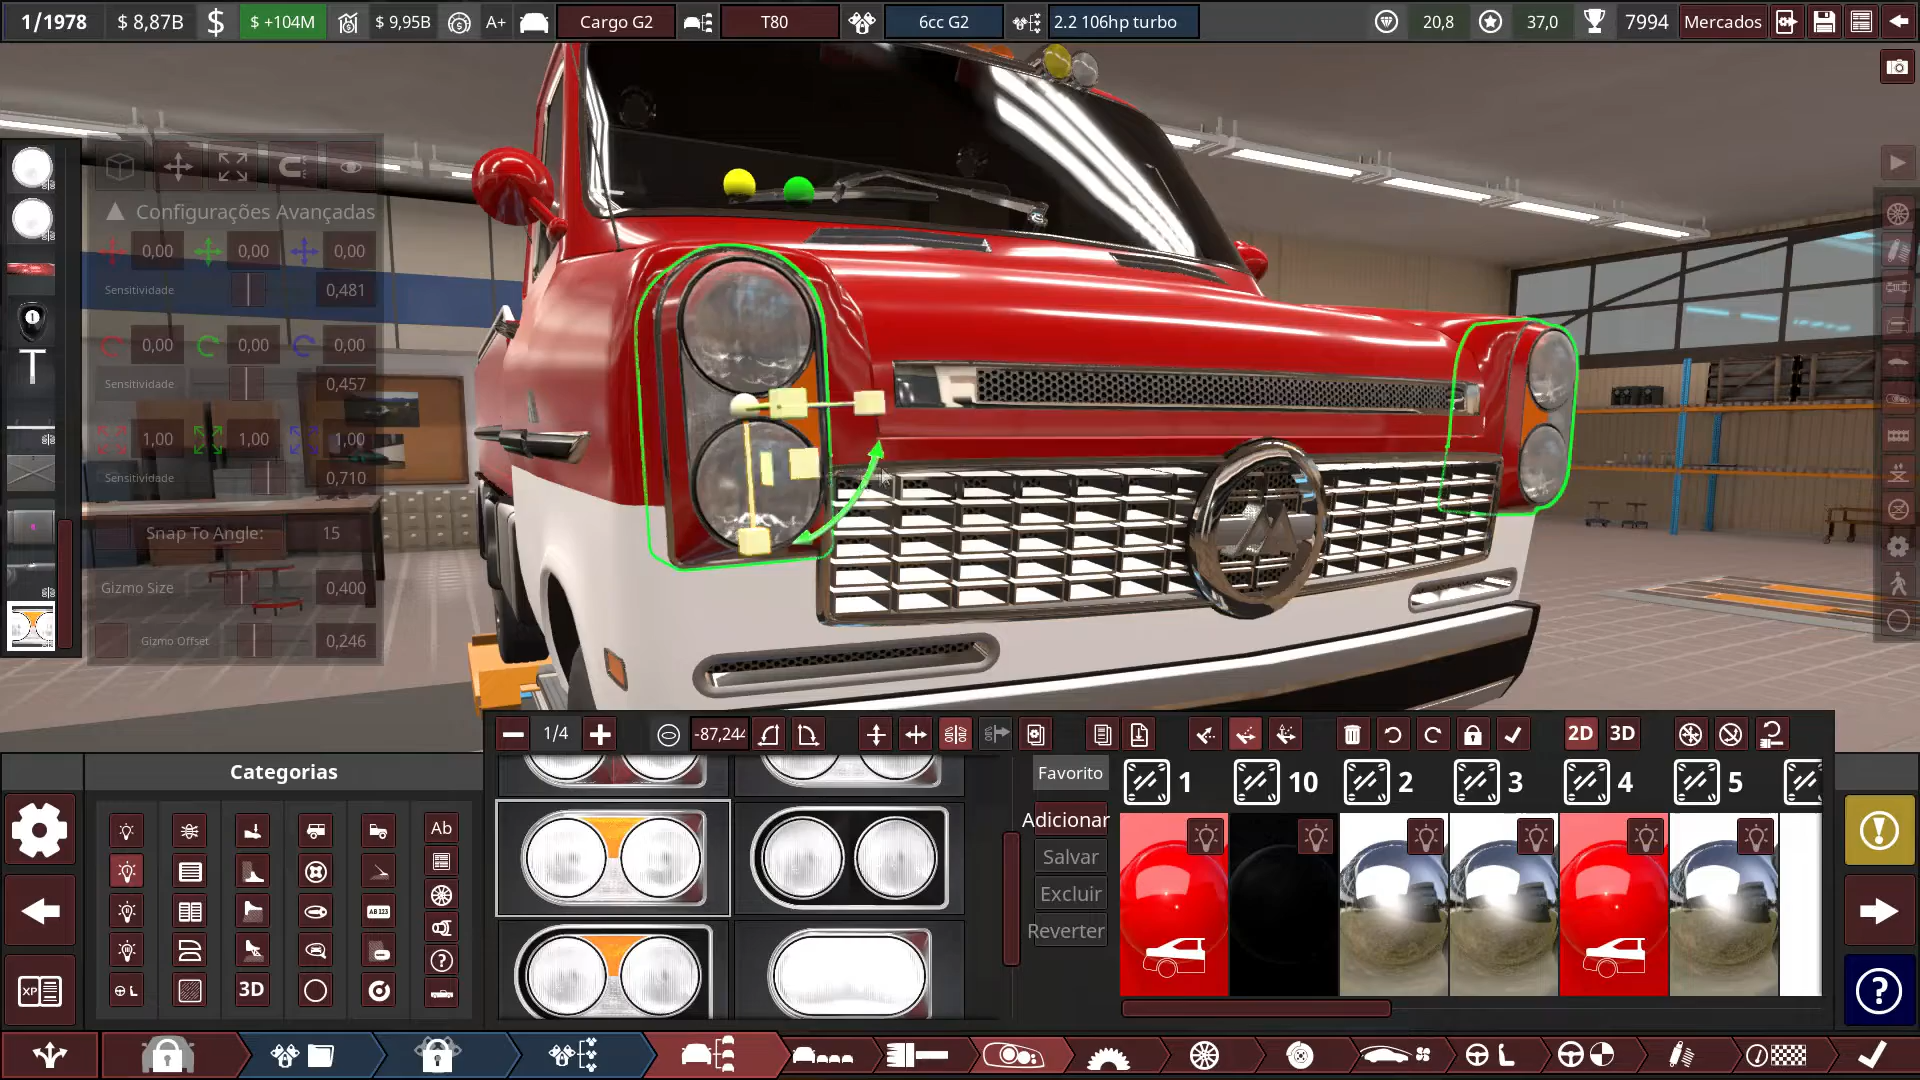 1/1978
$ 8,87B
$ +104M
$ 9,95B
A+
Cargo G2
T80
6cc G2
2.2 106hp turbo
20,8
37,0
7994
Mercados
Configurações Avançadas
0,00
0,00
0,00
Sensitividade
0,481
0,00
0,00
0,00
Sensitividade
0,457
1,00
1,00
1,00
Sensitividade
0,710
Snap To Angle:
15
Gizmo Size
0,400
Gizmo Offset
0,246
T
1/4
-87,244
2D
3D
Categorias
Ab
AB 123
3D
XP
Favorito
Adicionar
Salvar
Excluir
Reverter
1
10
2
3
4
5